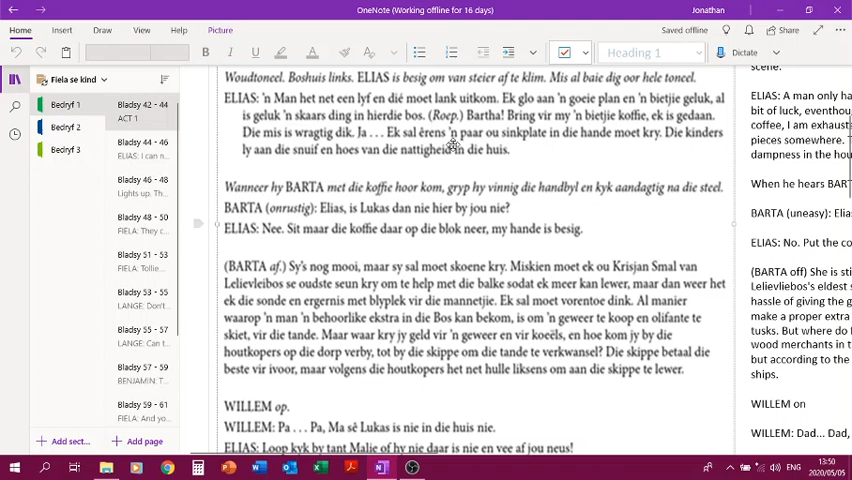 OneNote (Working offline for 16 days)
Jonathan
Home
Insert
Draw
View
Help
Picture
Saved offline
Share
Heading 1
Dictate
Fiela se kind
Bedryf 1
Bedryf 2
Bedryf 3
Add sect...
Bladsy 42 - 44
ACT 1
Bladsy 44 - 46
ELIAS: I can n
Bladsy 46 - 48
Lights up. Th
Bladsy 48 - 50
FIELA: They c
Bladsy 51 - 53
FIELA: Tollie...
Bladsy 53 - 55
LANGE: Don't
Bladsy 55 - 57
LANGE: Can t
Bladsy 57 - 59
BENJAMIN: T
Bladsy 59 - 61
FIELA: And yo
Add page
Woudtoneel. Boshuis links. ELIAS is besig om van steier af te klim. Mis al baie dig oor hele toneel.
ELIAS: 'n Man het net een lyf en dié moet lank uitkom. Ek glo aan 'n goeie plan en 'n bietjie geluk, al
is geluk 'n skaars ding in hierdie bos. (Roep.) Bartha! Bring vir my 'n bietjie koffie, ek is gedaan.
Die mis is wragtig dik. Ja . . . Ek sal êrens 'n paar ou sinkplate in die hande moet kry. Die kinders
ly aan die snuif en hoes van die nattigheid in die huis.
Wanneer hy BARTA met die koffie hoor kom, gryp hy vinnig die handbyl en kyk aandagtig na die steel.
BARTA (onrustig): Elias, is Lukas dan nie hier by jou nie?
ELIAS: Nee. Sit maar die koffie daar op die blok neer, my hande is besig.
(BARTA af.) Sy's nog mooi, maar sy sal moet skoene kry. Miskien moet ek ou Krisjan Smal van
Lelievleibos se oudste seun kry om te help met die balke sodat ek meer kan lewer, maar dan weer het
ek die sonde en ergernis met blyplek vir die mannetjie. Ek sal moet vorentoe dink. Al manier
waarop 'n man 'n behoorlike ekstra in die Bos kan bekom, is om 'n geweer te koop en olifante te
skiet, vir die tande. Maar waar kry jy geld vir 'n geweer en vir koeëls, en hoe kom jy by die
houtkopers op die dorp verby, tot by die skippe om die tande te verkwansel? Die skippe betaal die
beste vir ivoor, maar volgens die houtkopers het net hulle liksens om aan die skippe te lewer.
WILLEM op.
WILLEM: Pa . . . Pa, Ma sê Lukas is nie in die huis nie.
ELIAS: Loop kyk by tant Malie of hy nie daar is nie en vee af jou neus!
scene.
ELIAS: A man only ha
bit of luck, eventhou
coffee, I am exhaust
pieces somewhere. T
dampness in the hou
When he hears BART
BARTA (uneasy): Elia
ELIAS: No. Put the co
(BARTA off) She is sti
Lelievliebos's eldest s
hassle of giving the g
make a proper extra
tusks. But where do f
wood merchants in t
but according to the
ships.
WILLEM on
WILLEM: Dad... Dad,
ENG
13:50
2020/05/05